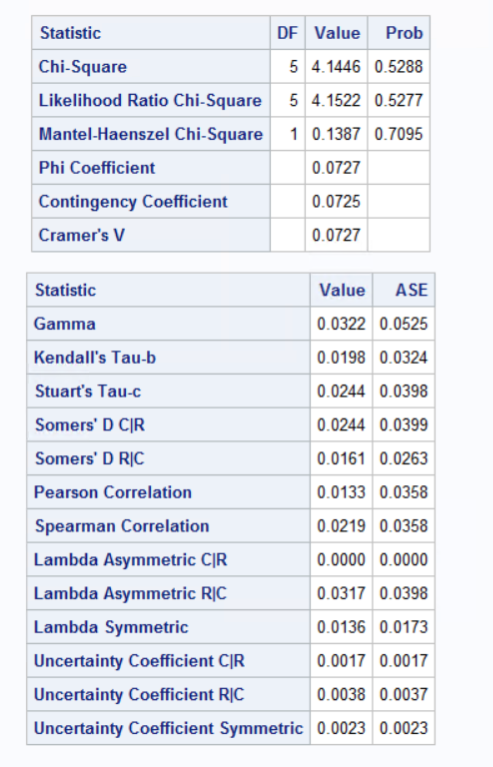 Statistic DF Value Prob
Chi-Square 5 4.1446 0.5288
Likelihood Ratio Chi-Square 5 4.1522 0.5277
Mantel-Haenszel Chi-Square 1 0.1387 0.7095
Phi Coefficient 0.0727
Contingency Coefficient 0.0725
Cramer's V 0.0727
Statistic Value ASE
Gamma 0.0322 0.0525
Kendall's Tau-b 0.0198 0.0324
Stuart's Tau-c 0.0244 0.0398
Somers' D C|R 0.0244 0.0399
Somers' D R|C 0.0161 0.0263
Pearson Correlation 0.0133 0.0358
Spearman Correlation 0.0219 0.0358
Lambda Asymmetric C|R 0.0000 0.0000
Lambda Asymmetric R|C 0.0317 0.0398
Lambda Symmetric 0.0136 0.0173
Uncertainty Coefficient C|R 0.0017 0.0017
Uncertainty Coefficient R|C 0.0038 0.0037
Uncertainty Coefficient Symmetric 0.0023 0.0023